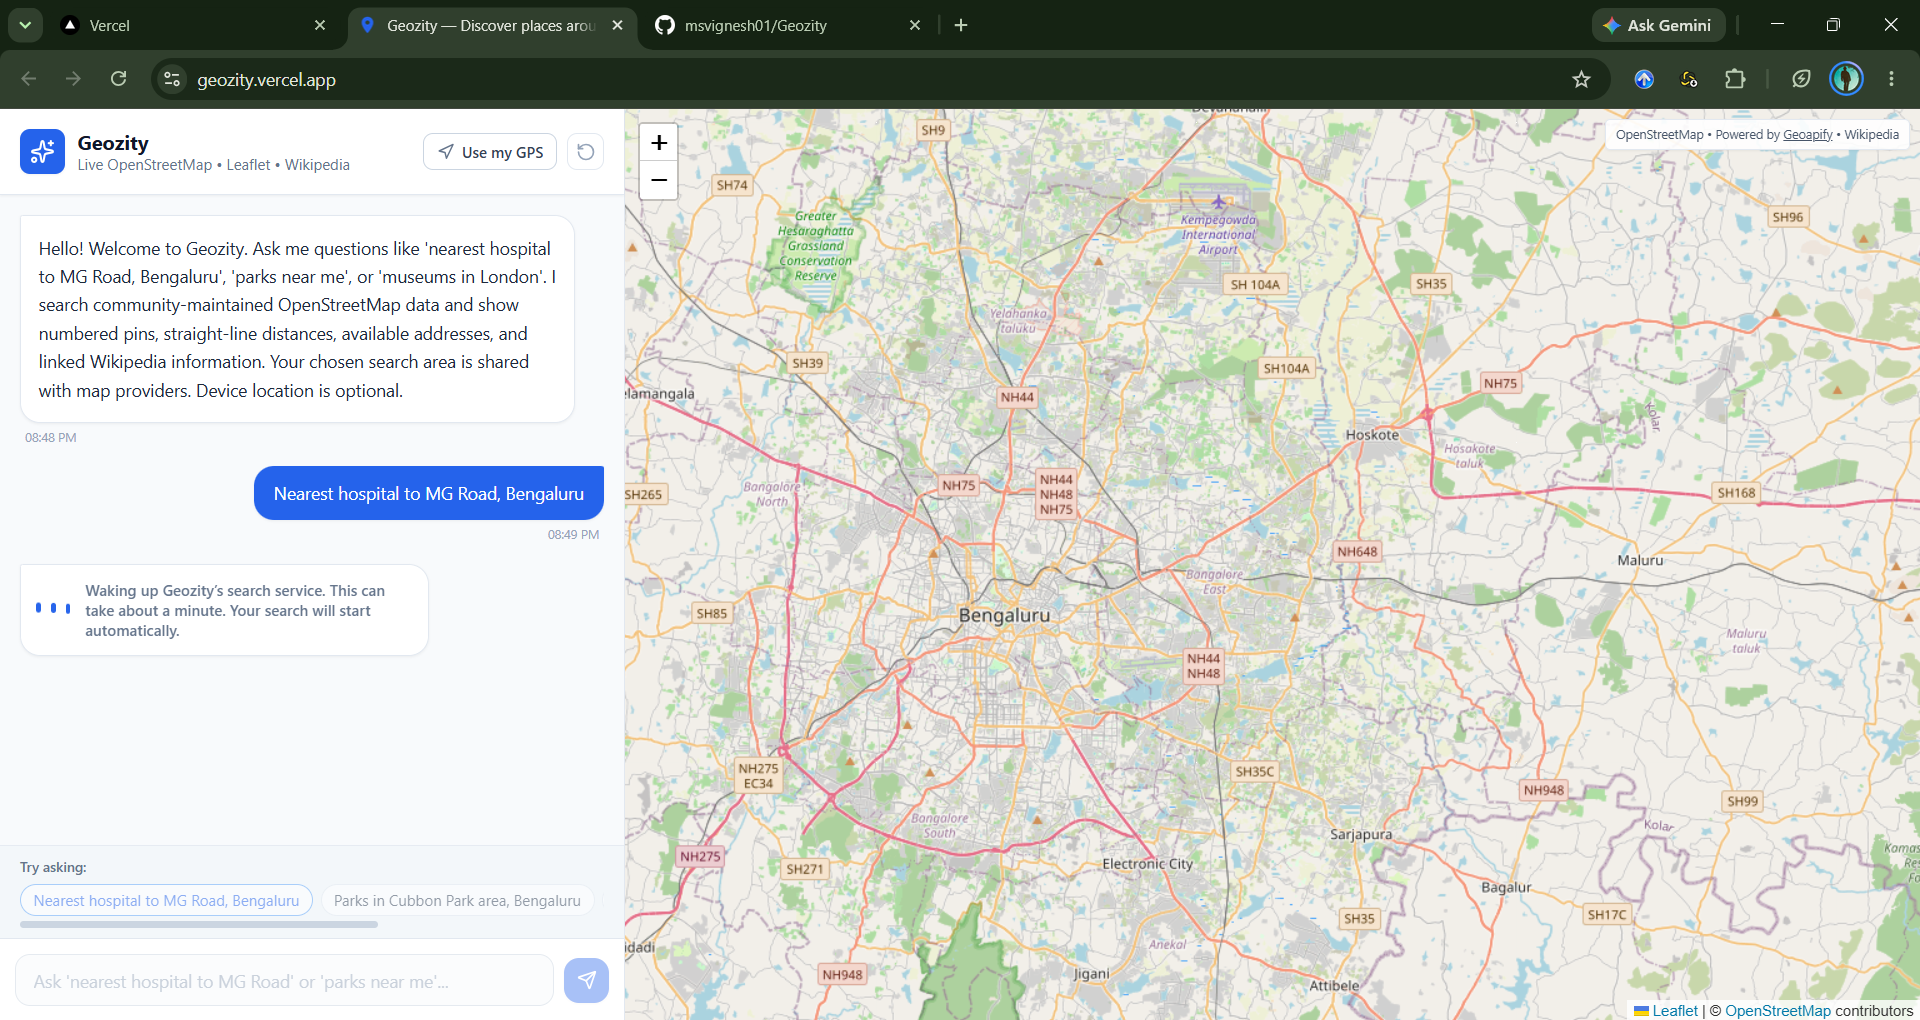 Vercel
Geozity — Discover places arou
msvignesh01/Geozity
Ask Gemini
geozity.vercel.app
Geozity
Live OpenStreetMap • Leaflet • Wikipedia
Use my GPS
Hello! Welcome to Geozity. Ask me questions like 'nearest hospital
to MG Road, Bengaluru', 'parks near me', or 'museums in London'. I
search community-maintained OpenStreetMap data and show
numbered pins, straight-line distances, available addresses, and
linked Wikipedia information. Your chosen search area is shared
with map providers. Device location is optional.
08:48 PM
Nearest hospital to MG Road, Bengaluru
08:49 PM
Waking up Geozity's search service. This can
take about a minute. Your search will start
automatically.
Try asking:
Nearest hospital to MG Road, Bengaluru
Parks in Cubbon Park area, Bengaluru
Ask 'nearest hospital to MG Road' or 'parks near me'...
+
−
OpenStreetMap • Powered by Geoapify • Wikipedia
SH9
SH74
SH96
Greater
Hesaraghatta
Grassland
Conservation
Reserve
Kempegowda
International
Airport
SH 104A
SH35
Yelahanka
taluku
SH39
SH104A
NH75
elamangala
NH44
Kolar
Hoskote
Hosakote
taluk
Bangalore
North
NH75
NH44
NH48
NH75
SH265
SH168
NH648
Maluru
Bangalore
East
SH85
Bengaluru
Maluru
taluk
NH44
NH48
NH275
EC34
SH35C
NH948
SH99
Bangalore
South
Kolar
Sarjapura
NH275
SH271
Electronic City
Kamas
Re
Fo
Bagalur
SH35
SH17C
idadi
Anekal
NH948
Jigani
Attibele
Leaflet | © OpenStreetMap contributors